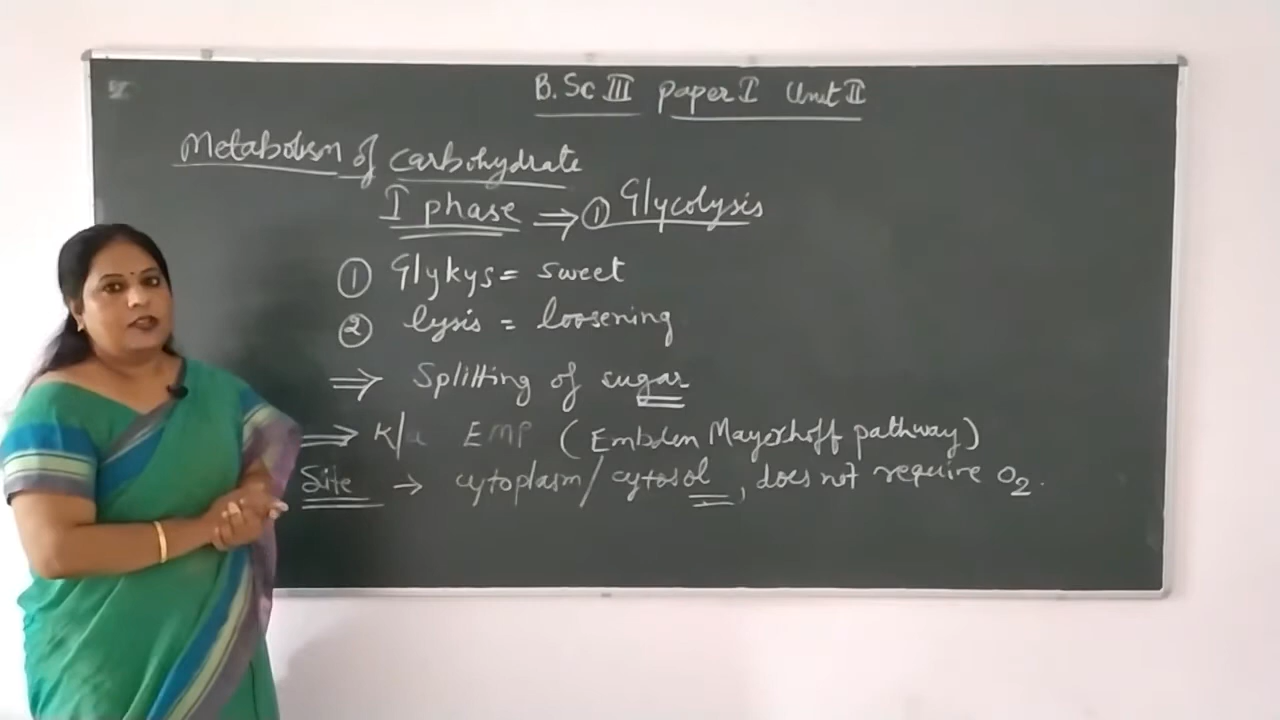 B.Sc III paper I Unit II
Metabolism of carbohydrate
I phase ⇒ ① Glycolysis
① Glykys = sweet
② lysis = loosening
⇒ Splitting of sugar
⇒ K/a EMP (Embden Mayerhoff pathway)
Site → cytoplasm/cytosol, does not require O₂.